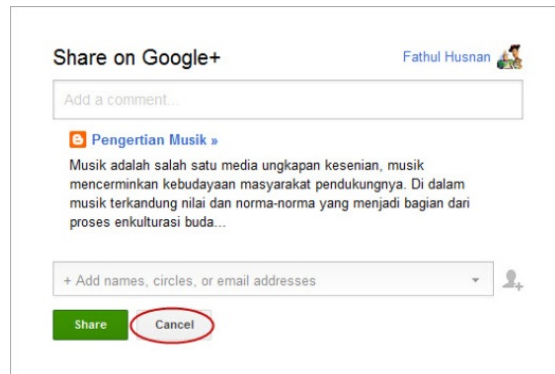 Share on Google+
Fathul Husnan
Add a comment...
Pengertian Musik »
Musik adalah salah satu media ungkapan kesenian, musik
mencerminkan kebudayaan masyarakat pendukungnya. Di dalam
musik terkandung nilai dan norma-norma yang menjadi bagian dari
proses enkulturasi buda...
+ Add names, circles, or email addresses
Share
Cancel